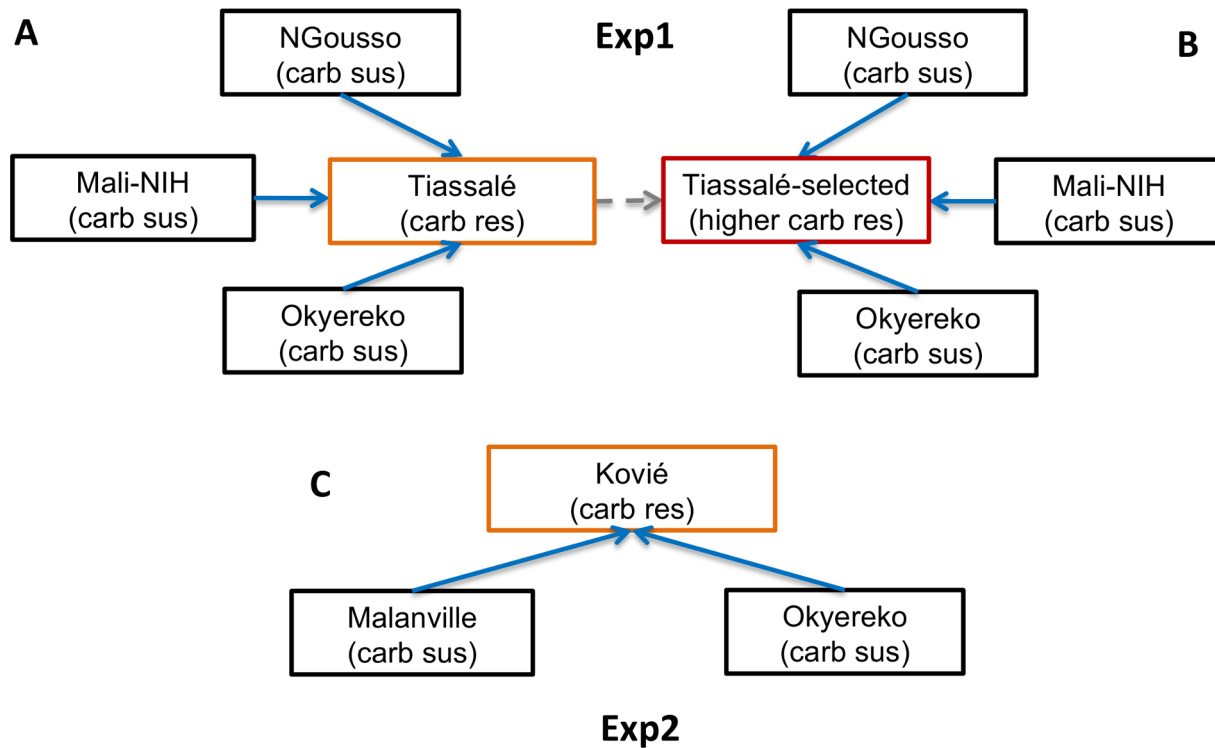 A
NGousso
(carb sus)
Exp1
NGousso
(carb sus)
B
Mali-NIH
(carb sus)
Tiassalé
(carb res)
Tiassalé-selected
(higher carb res)
Mali-NIH
(carb sus)
Okyereko
(carb sus)
Okyereko
(carb sus)
C
Kovié
(carb res)
Malanville
(carb sus)
Okyereko
(carb sus)
Exp2